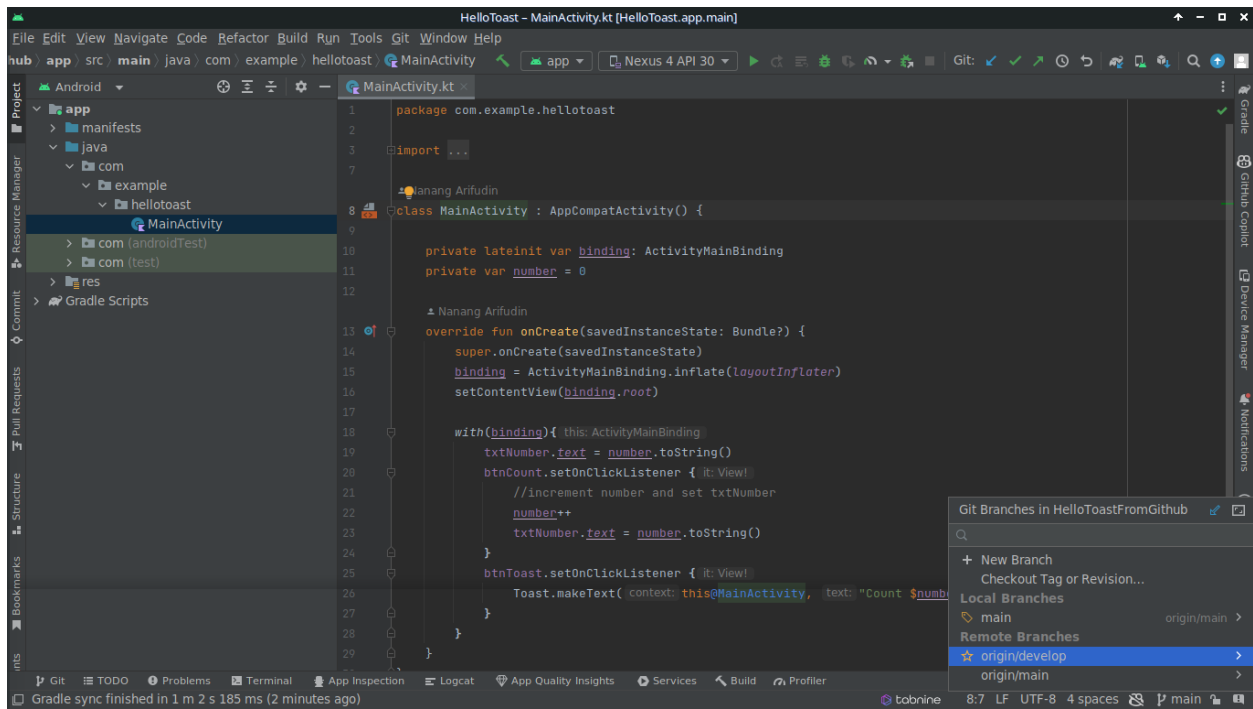 HelloToast – MainActivity.kt [HelloToast.app.main]
File Edit View Navigate Code Refactor Build Run Tools Git Window Help
hub app src main java com example hellotoast MainActivity app Nexus 4 API 30 Git:
Project
Resource Manager
Commit
Pull Requests
Structure
Bookmarks
Android
app
manifests
java
com
example
hellotoast
MainActivity
com (androidTest)
com (test)
res
Gradle Scripts
MainActivity.kt
1 package com.example.hellotoast
2
3 import ...
7
Nanang Arifudin
8 class MainActivity : AppCompatActivity() {
9
10 private lateinit var binding: ActivityMainBinding
11 private var number = 0
12
Nanang Arifudin
13 override fun onCreate(savedInstanceState: Bundle?) {
14 super.onCreate(savedInstanceState)
15 binding = ActivityMainBinding.inflate(layoutInflater)
16 setContentView(binding.root)
17
18 with(binding){ this: ActivityMainBinding
19 txtNumber.text = number.toString()
20 btnCount.setOnClickListener { it: View!
21 //increment number and set txtNumber
22 number++
23 txtNumber.text = number.toString()
24 }
25 btnToast.setOnClickListener { it: View!
26 Toast.makeText( context: this@MainActivity, text: "Count $numb
27 }
28 }
29 }
Gradle
GitHub Copilot
Device Manager
Notifications
Git Branches in HelloToastFromGithub
+ New Branch
Checkout Tag or Revision...
Local Branches
main origin/main
Remote Branches
origin/develop
origin/main
Git TODO Problems Terminal App Inspection Logcat App Quality Insights Services Build Profiler
Gradle sync finished in 1 m 2 s 185 ms (2 minutes ago) tabnine 8:7 LF UTF-8 4 spaces main